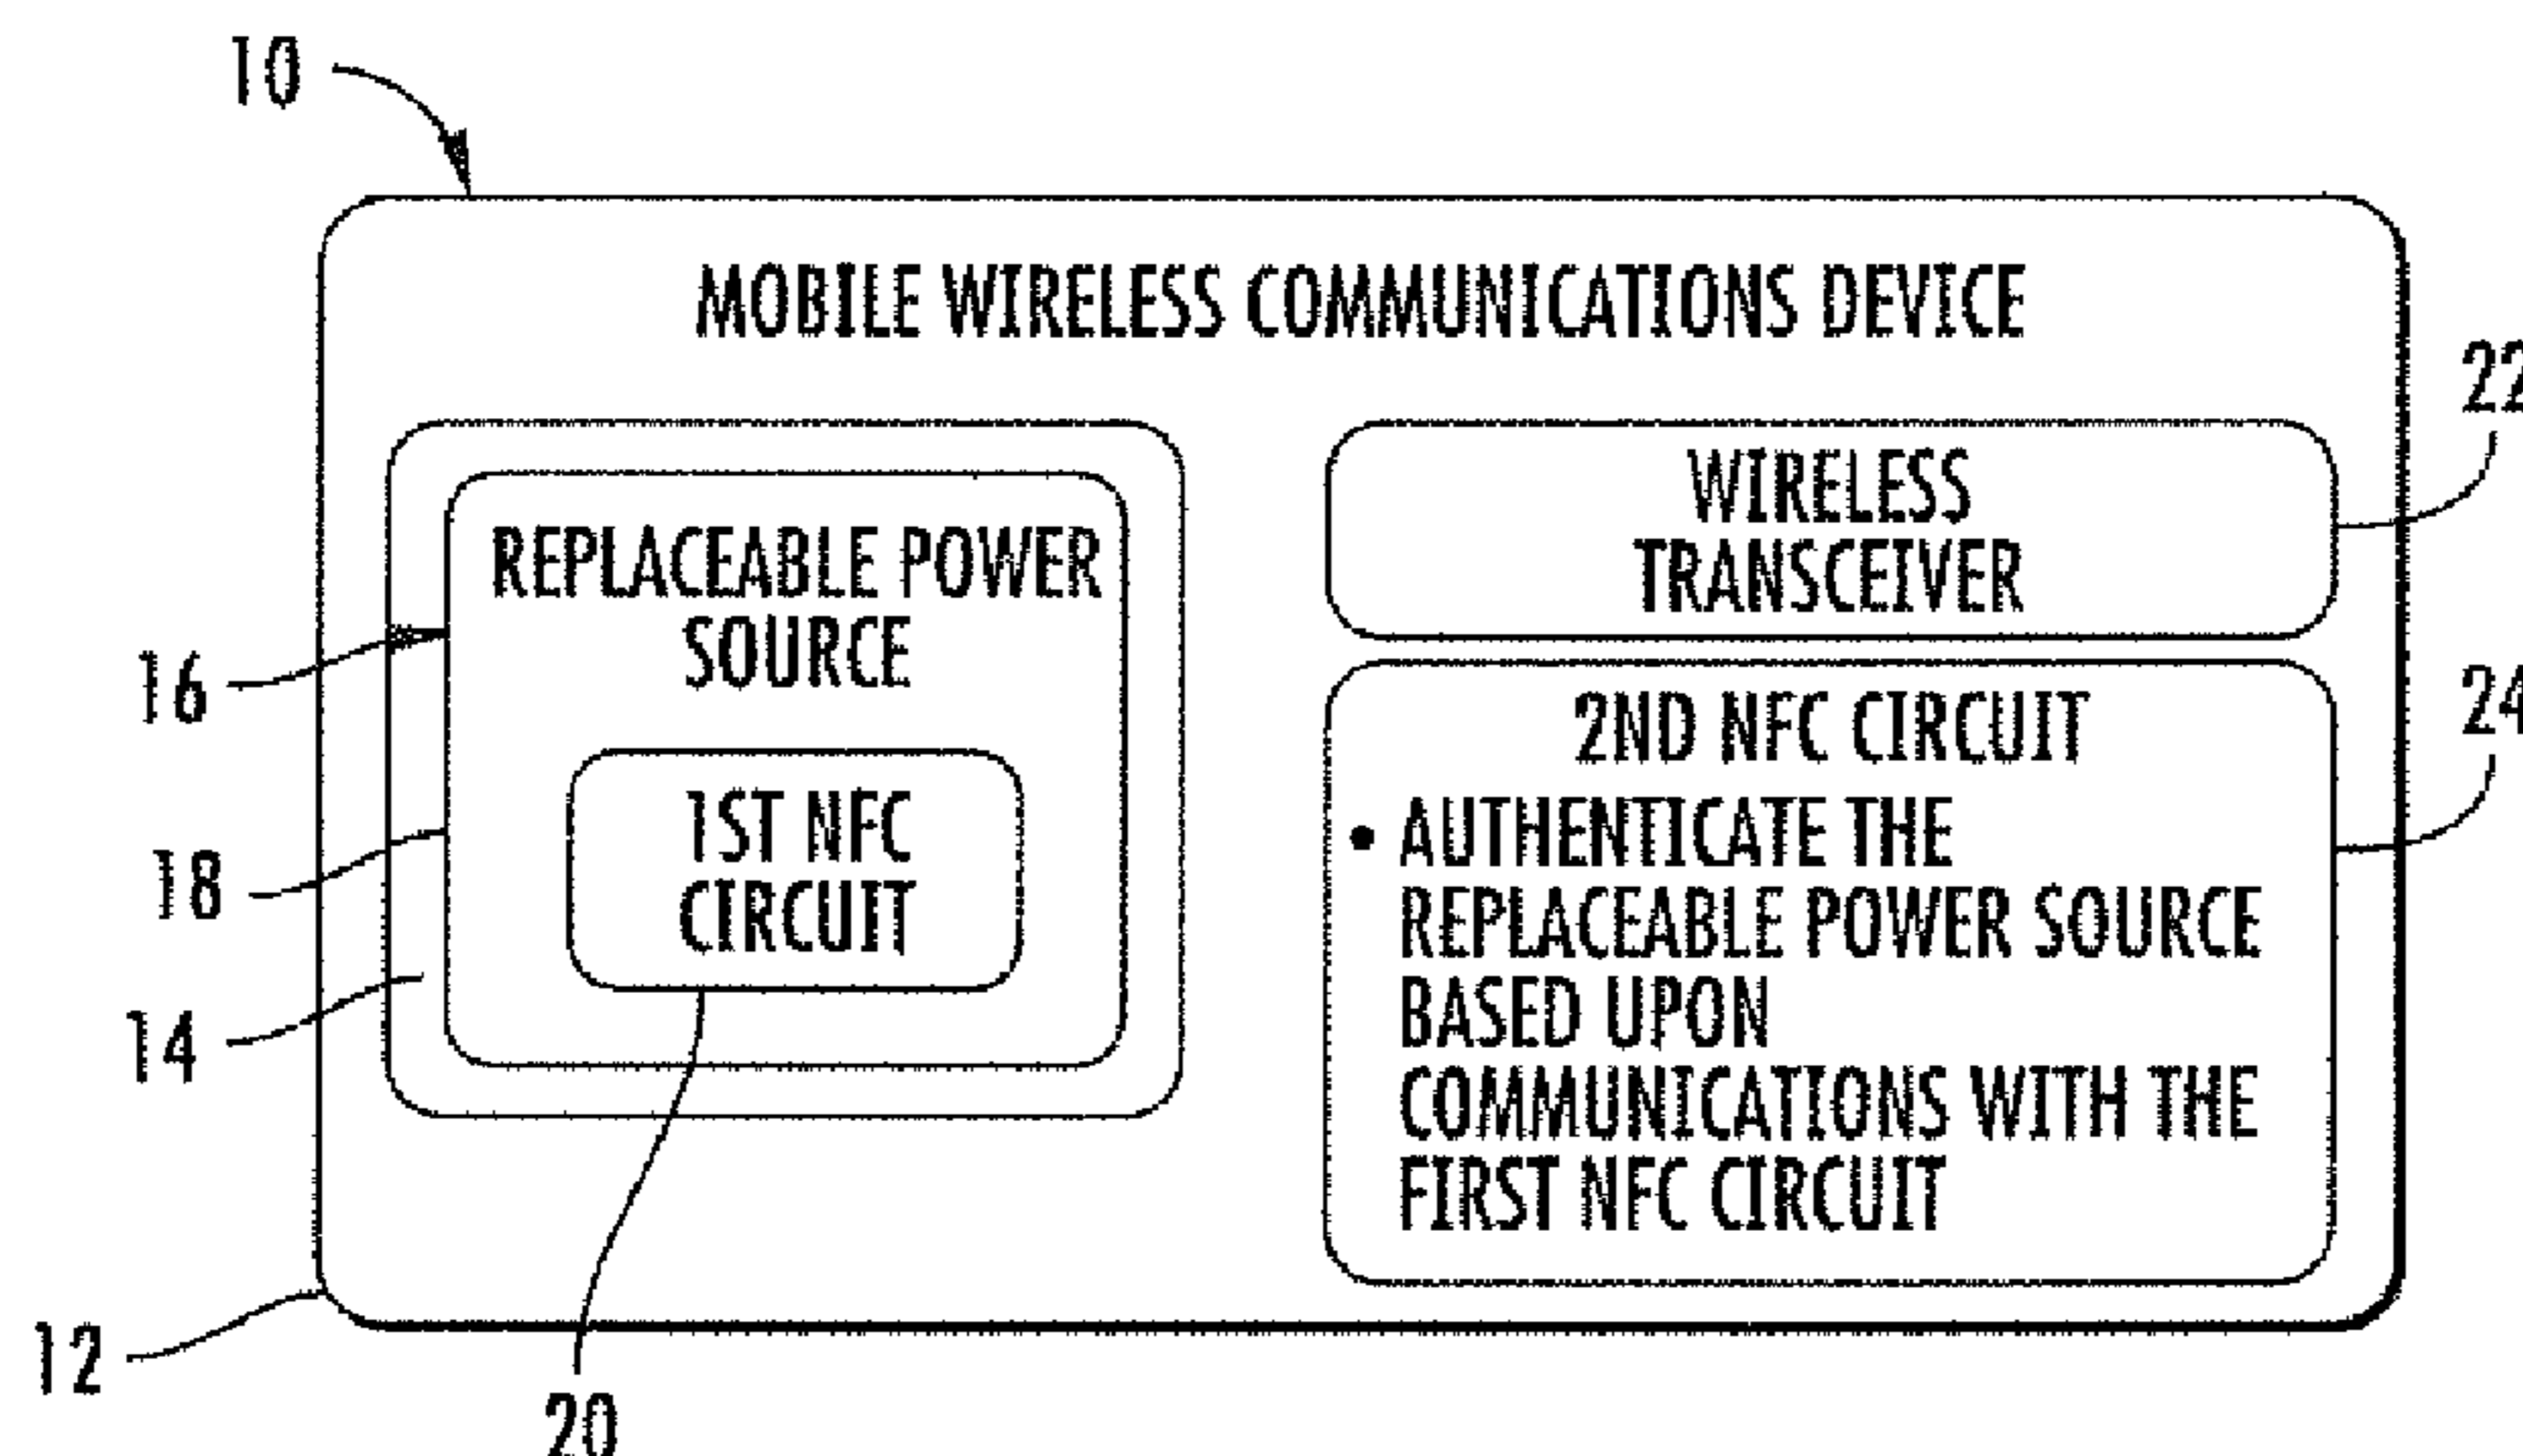 10
MOBILE WIRELESS COMMUNICATIONS DEVICE
22
WIRELESS
TRANSCEIVER
REPLACEABLE POWER
SOURCE
16
24
2ND NFC CIRCUIT
• AUTHENTICATE THE
REPLACEABLE POWER SOURCE
BASED UPON
COMMUNICATIONS WITH THE
FIRST NFC CIRCUIT
1ST NFC
CIRCUIT
18
14
12
20